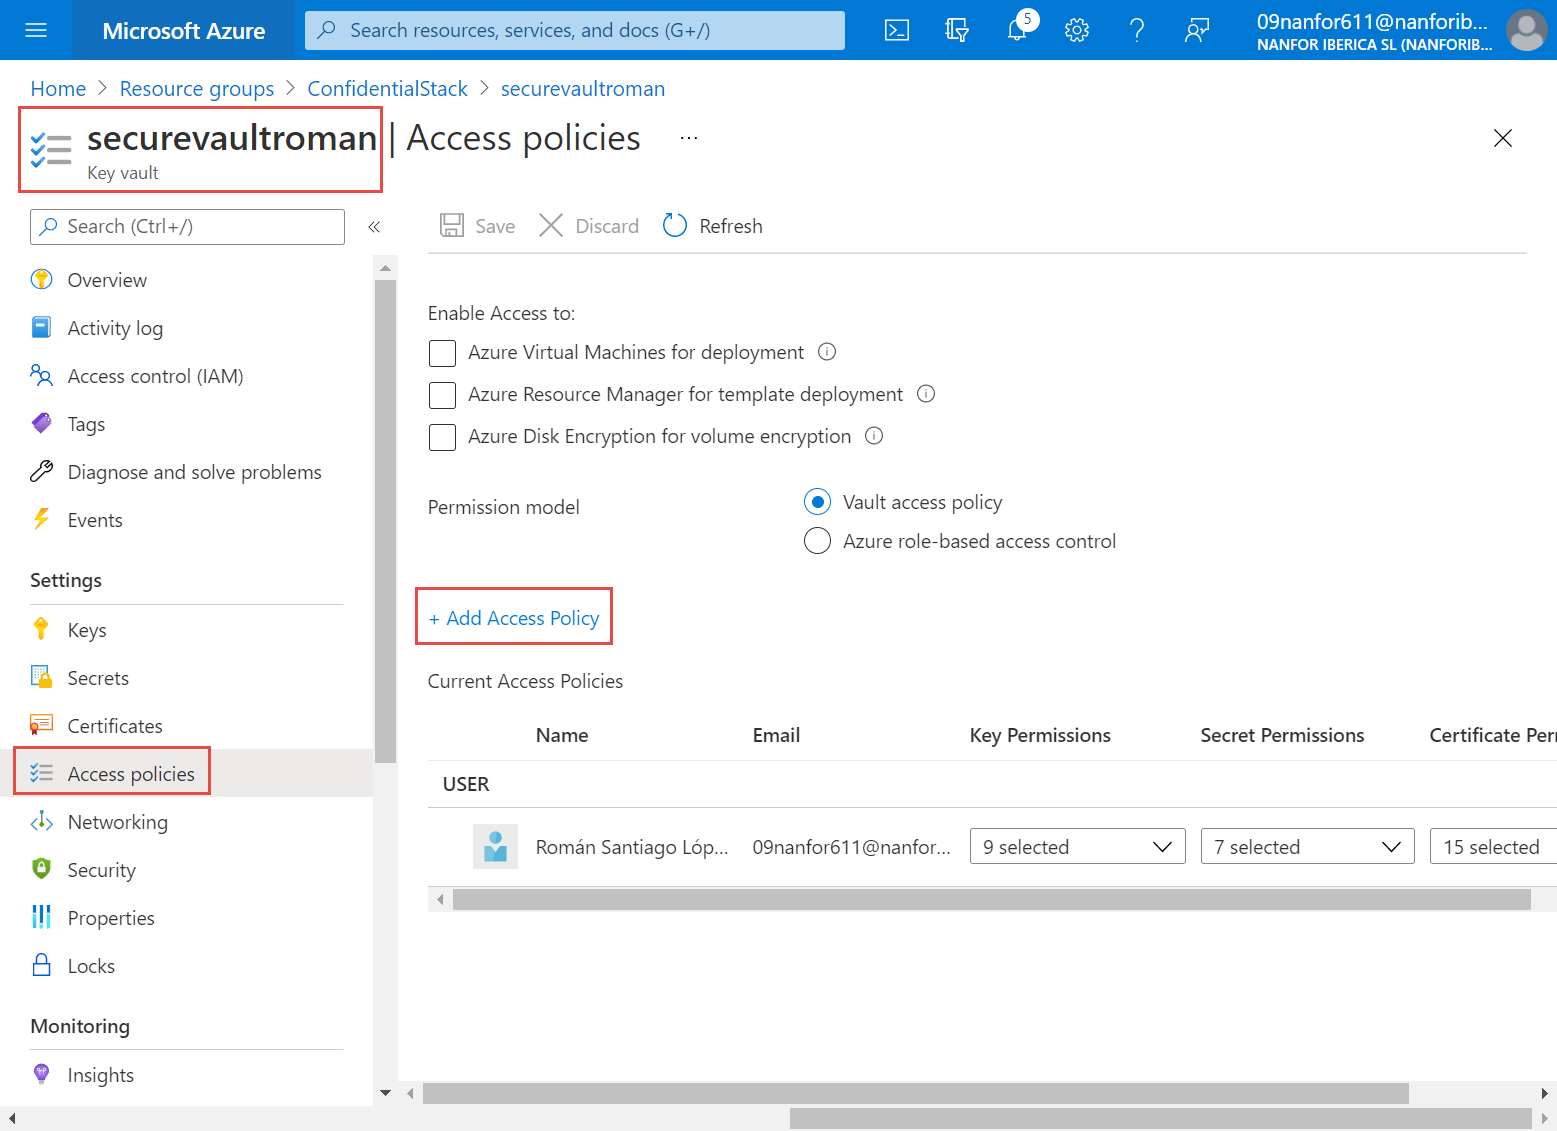 Microsoft Azure
Search resources, services, and docs (G+/)
5
09nanfor611@nanforib...
NANFOR IBERICA SL (NANFORIB...
Home > Resource groups > ConfidentialStack > securevaultroman
securevaultroman | Access policies ...
Key vault
Search (Ctrl+/)
«
Save
Discard
Refresh
Overview
Activity log
Access control (IAM)
Tags
Diagnose and solve problems
Events
Settings
Keys
Secrets
Certificates
Access policies
Networking
Security
Properties
Locks
Monitoring
Insights
Enable Access to:
Azure Virtual Machines for deployment
Azure Resource Manager for template deployment
Azure Disk Encryption for volume encryption
Permission model
Vault access policy
Azure role-based access control
+ Add Access Policy
Current Access Policies
Name Email Key Permissions Secret Permissions Certificate Per
USER
Román Santiago Lóp... 09nanfor611@nanfor... 9 selected 7 selected 15 selected